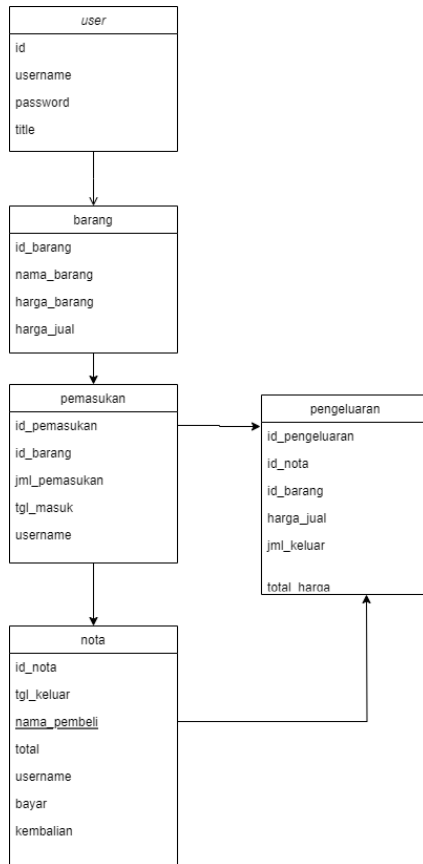 user
id
username
password
title
barang
id_barang
nama_barang
harga_barang
harga_jual
pemasukan
id_pemasukan
id_barang
jml_pemasukan
tgl_masuk
username
pengeluaran
id_pengeluaran
id_nota
id_barang
harga_jual
jml_keluar
total_harga
nota
id_nota
tgl_keluar
nama_pembeli
total
username
bayar
kembalian